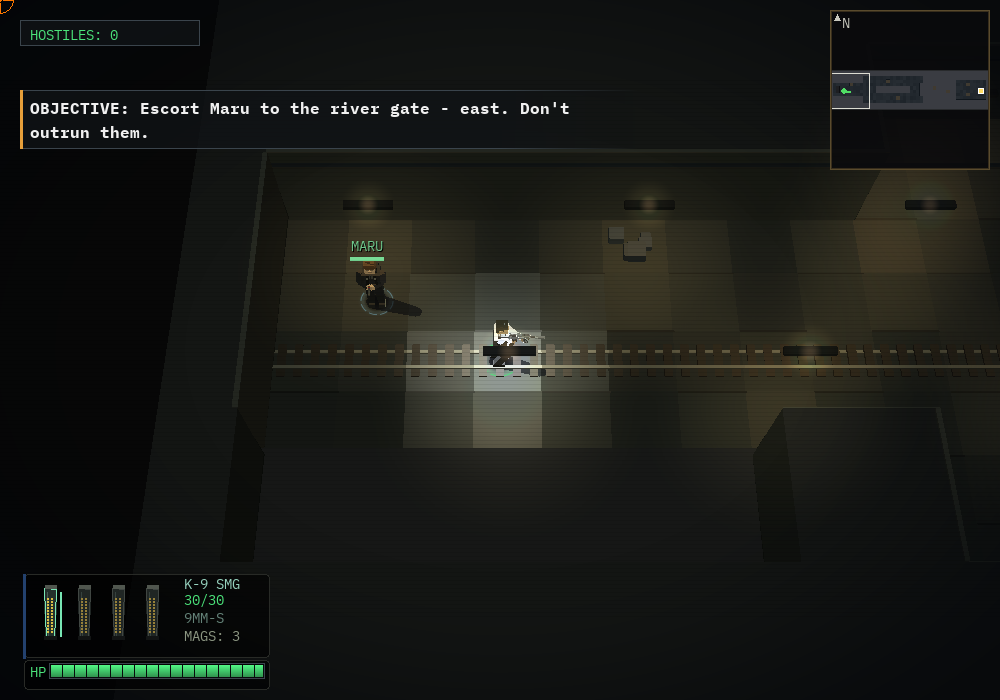 HOSTILES: 0
N
OBJECTIVE: Escort Maru to the river gate - east. Don't
outrun them.
MARU
K-9 SMG
30/30
9MM-S
MAGS: 3
HP